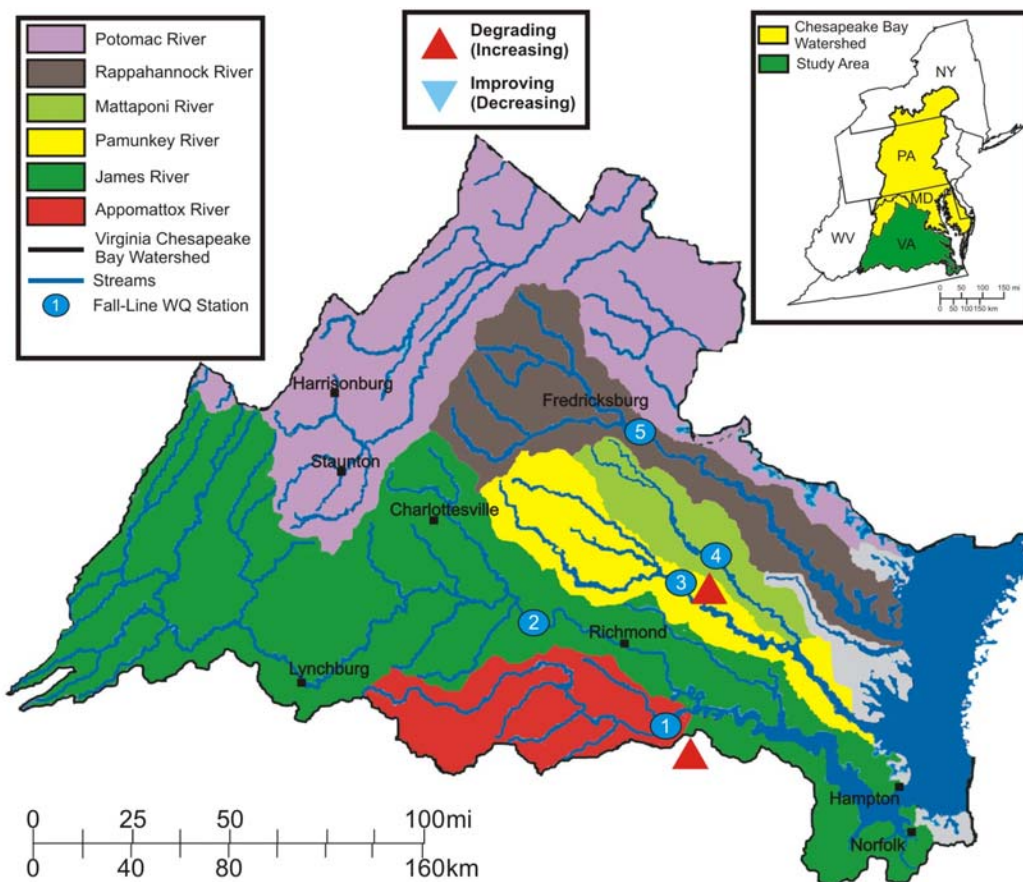 Potomac River
Rappahannock River
Mattaponi River
Pamunkey River
James River
Appomattox River
Virginia Chesapeake
Bay Watershed
Streams
1 Fall-Line WQ Station
Degrading
(Increasing)
Improving
(Decreasing)
Chesapeake Bay
Watershed
Study Area
NY
PA
MD
WV
VA
0 50 100 150 mi
0 50 100 150 km
Harrisonburg
Fredricksburg
5
Staunton
Charlottesville
4
3
2
Richmond
Lynchburg
1
Hampton
Norfolk
0 25 50 100mi
0 40 80 160km